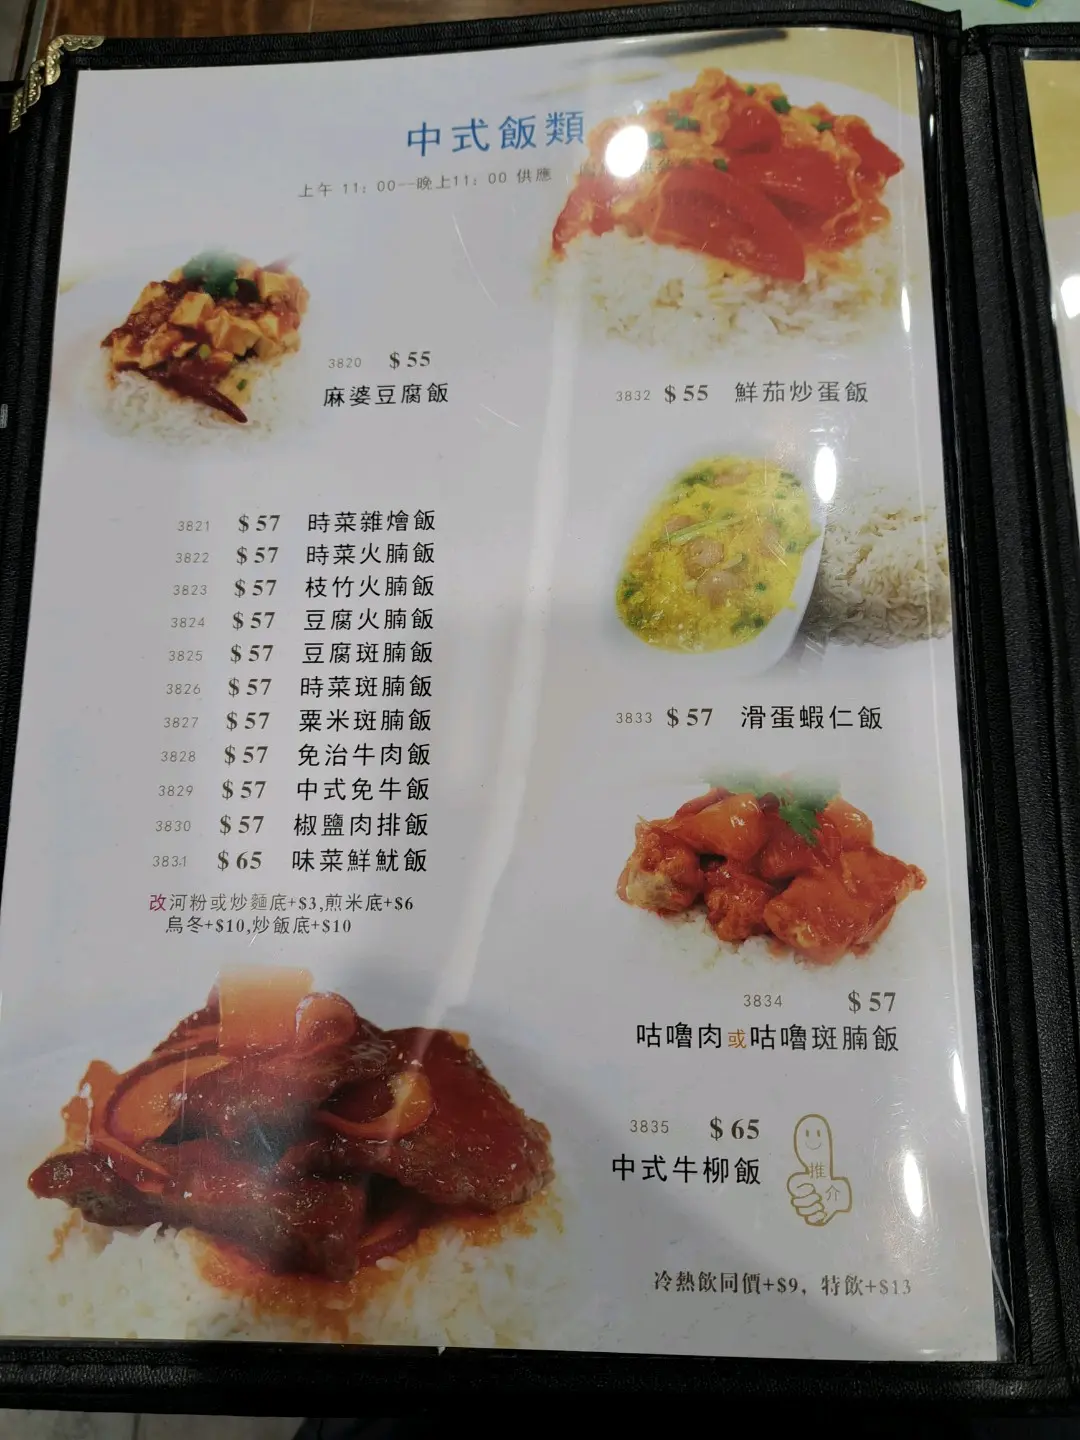 中式飯類
上午 11：00--晚上11：00 供應
3820 $55
麻婆豆腐飯
3832 $55 鮮茄炒蛋飯
3821 $57 時菜雜燴飯
3822 $57 時菜火腩飯
3823 $57 枝竹火腩飯
3824 $57 豆腐火腩飯
3825 $57 豆腐斑腩飯
3826 $57 時菜斑腩飯
3827 $57 粟米斑腩飯
3828 $57 免治牛肉飯
3829 $57 中式免牛飯
3830 $57 椒鹽肉排飯
3831 $65 味菜鮮魷飯
改河粉或炒麵底+$3,煎米底+$6
烏冬+$10,炒飯底+$10
3833 $57 滑蛋蝦仁飯
3834 $57
咕嚕肉或咕嚕斑腩飯
3835 $65
中式牛柳飯
推介
冷熱飲同價+$9，特飲+$13